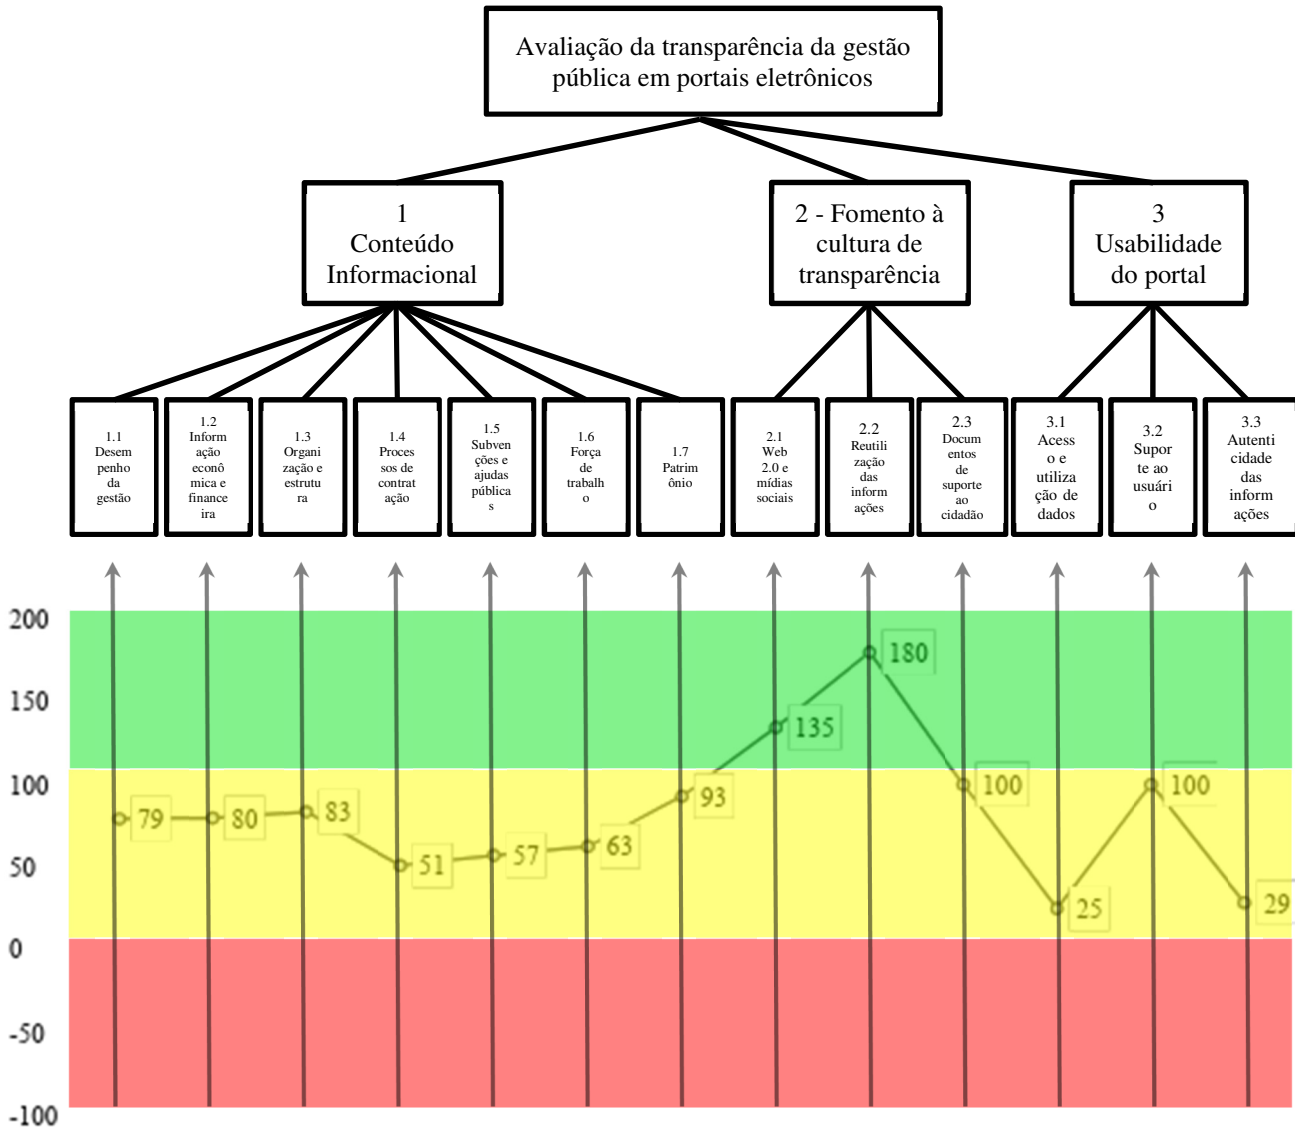 Avaliação da transparência da gestão
pública em portais eletrônicos
1
Conteúdo
Informacional
2 - Fomento à
cultura de
transparência
3
Usabilidade
do portal
1.1
Desem
penho
da
gestão
1.2
Inform
ação
econô
mica e
finance
ira
1.3
Organi
zação e
estrutu
ra
1.4
Proces
sos de
contrat
ação
1.5
Subven
ções e
ajudas
pública
s
1.6
Força
de
trabalh
o
1.7
Patrim
ônio
2.1
Web
2.0 e
mídias
sociais
2.2
Reutili
zação
das
inform
ações
2.3
Docum
entos
de
suporte
ao
cidadão
3.1
Acess
o e
utiliza
ção de
dados
3.2
Supor
te ao
usuári
o
3.3
Autenti
cidade
das
inform
ações
200
150
100
50
0
-50
-100
79
80
83
51
57
63
93
135
180
100
25
100
29